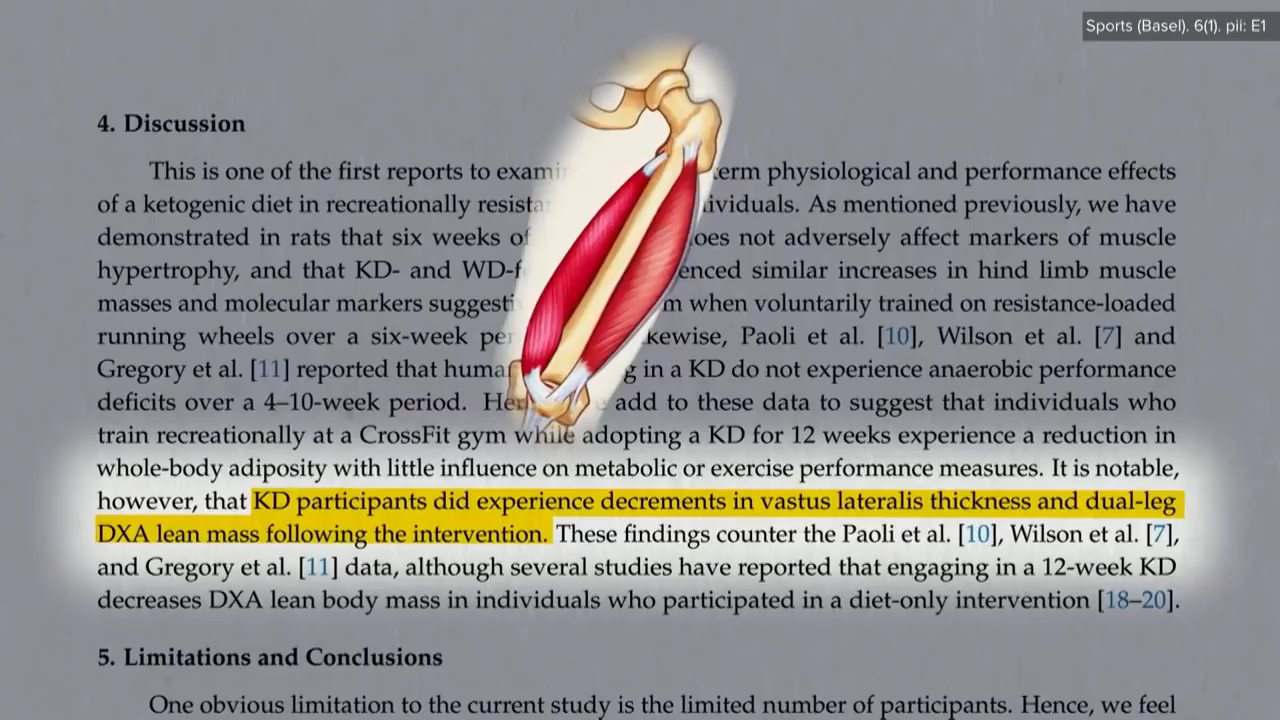 Sports (Basel). 6(1). pii: E1
4. Discussion
This is one of the first reports to exami term physiological and performance effects
of a ketogenic diet in recreationally resista ividuals. As mentioned previously, we have
demonstrated in rats that six weeks of oes not adversely affect markers of muscle
hypertrophy, and that KD- and WD-f enced similar increases in hind limb muscle
masses and molecular markers suggesti m when voluntarily trained on resistance-loaded
running wheels over a six-week per kewise, Paoli et al. [10], Wilson et al. [7] and
Gregory et al. [11] reported that huma g in a KD do not experience anaerobic performance
deficits over a 4–10-week period. Her e add to these data to suggest that individuals who
train recreationally at a CrossFit gym while adopting a KD for 12 weeks experience a reduction in
whole-body adiposity with little influence on metabolic or exercise performance measures. It is notable,
however, that KD participants did experience decrements in vastus lateralis thickness and dual-leg
DXA lean mass following the intervention. These findings counter the Paoli et al. [10], Wilson et al. [7],
and Gregory et al. [11] data, although several studies have reported that engaging in a 12-week KD
decreases DXA lean body mass in individuals who participated in a diet-only intervention [18–20].
5. Limitations and Conclusions
One obvious limitation to the current study is the limited number of participants. Hence, we feel